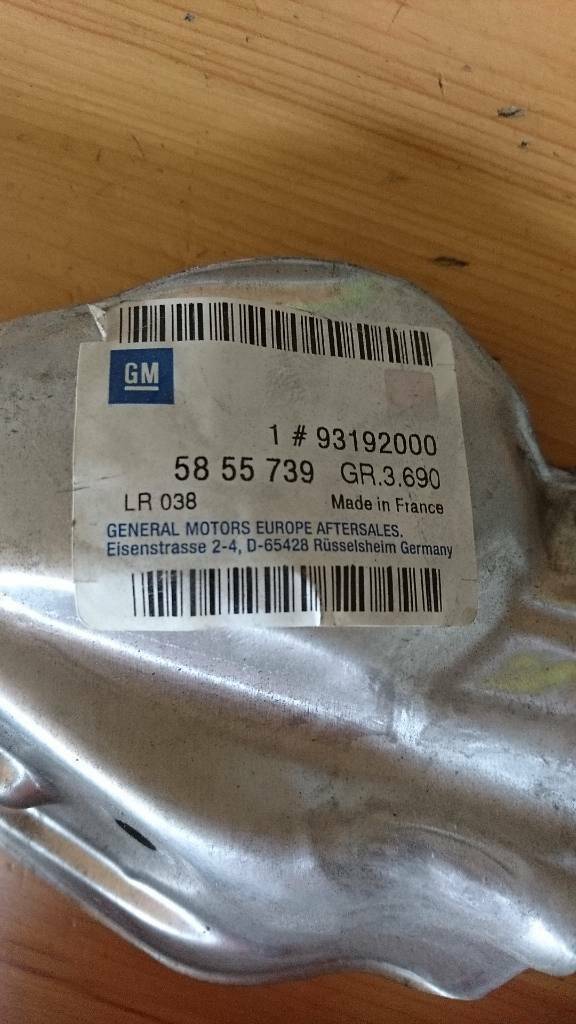 GM
1 # 93192000
58 55 739 GR.3.690
LR 038 Made in France
GENERAL MOTORS EUROPE AFTERSALES.
Eisenstrasse 2-4, D-65428 Rüsselsheim Germany